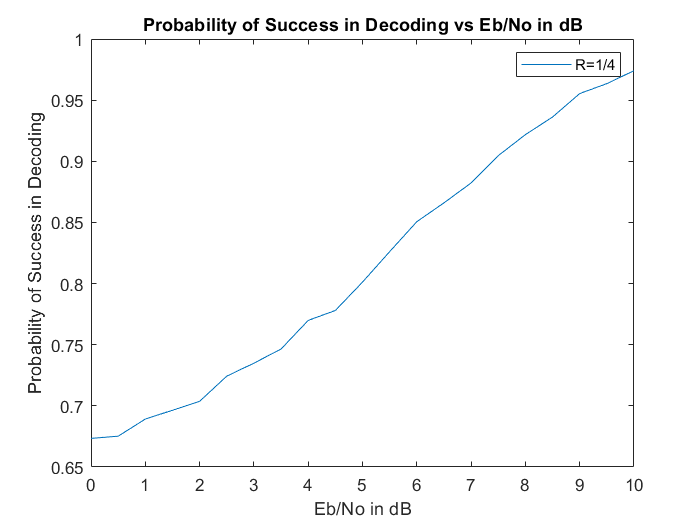 Probability of Success in Decoding vs Eb/No in dB
R=1/4
1
0.95
0.9
0.85
0.8
0.75
0.7
0.65
Probability of Success in Decoding
0 1 2 3 4 5 6 7 8 9 10
Eb/No in dB